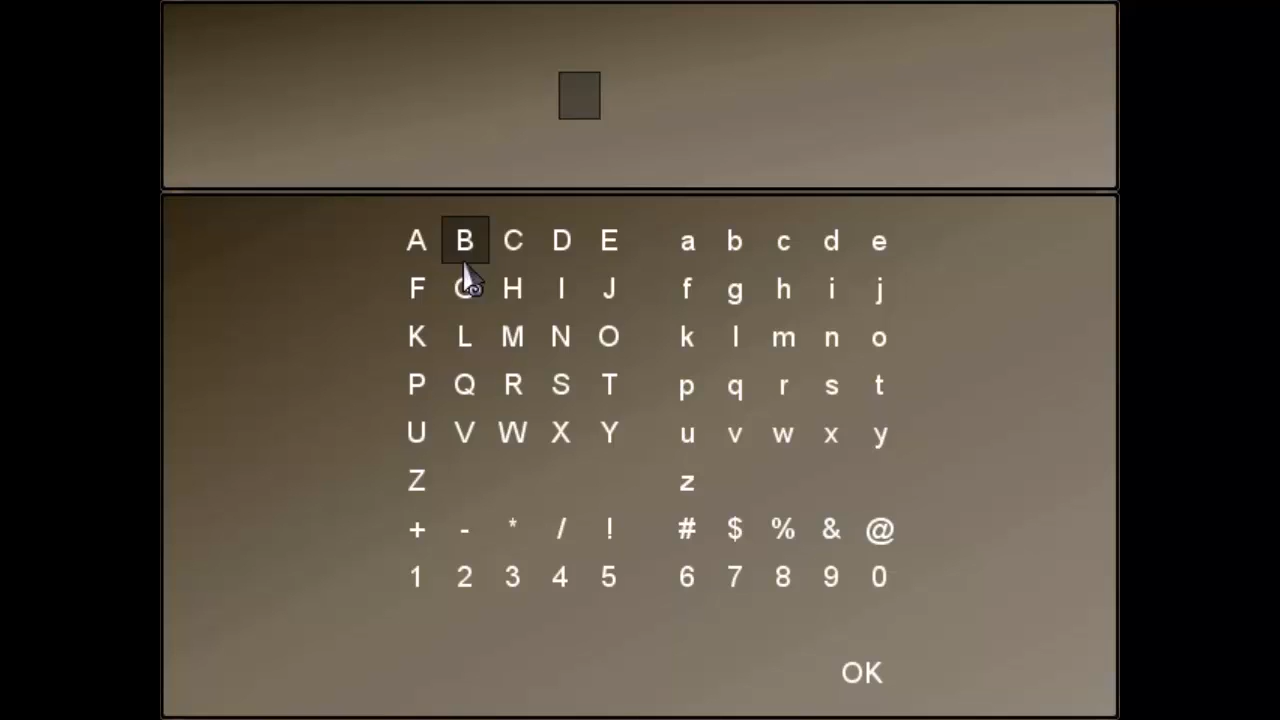 A B C D E a b c d e
F G H I J f g h i j
K L M N O k l m n o
P Q R S T p q r s t
U V W X Y u v w x y
Z z
+ - * / ! # $ % & @
1 2 3 4 5 6 7 8 9 0
OK